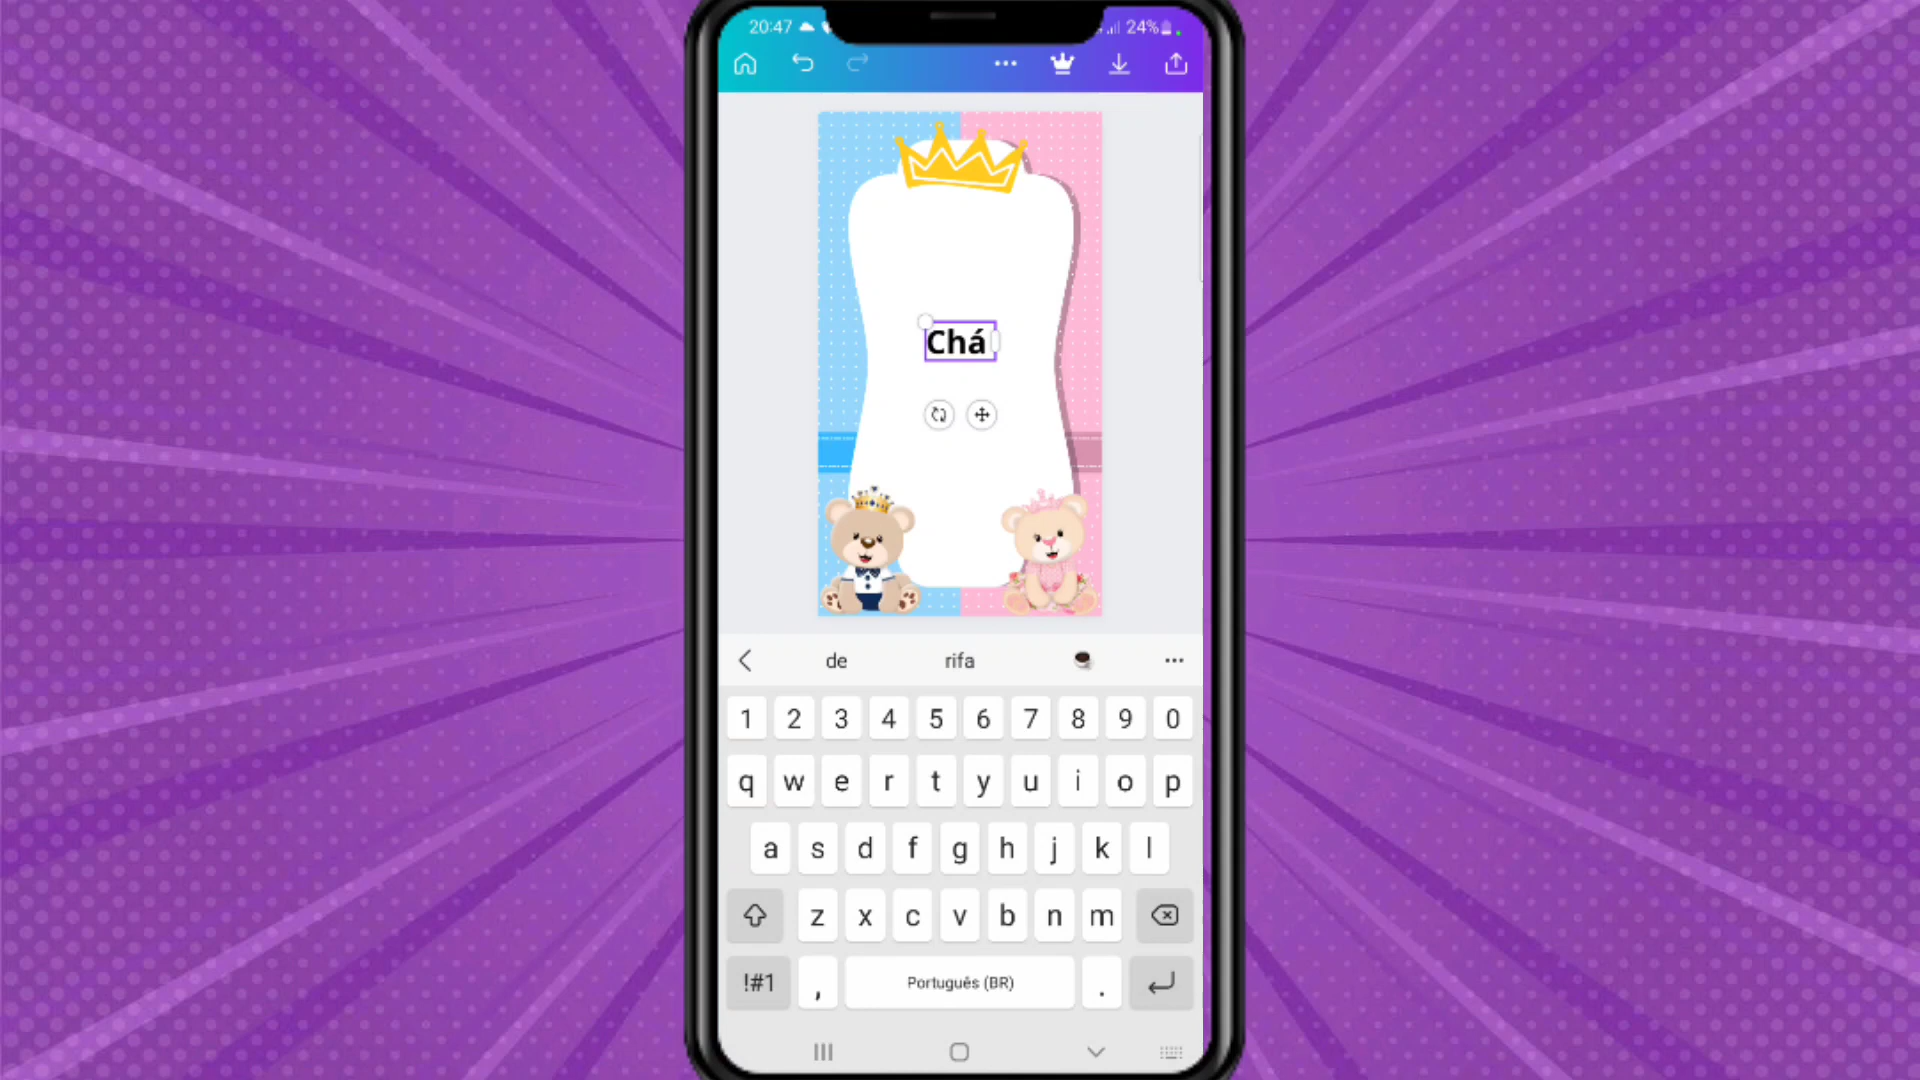 20:47
24%
Chá
de rifa
1 2 3 4 5 6 7 8 9 0
q w e r t y u i o p
a s d f g h j k l
z x c v b n m
!#1 , Português (BR) .